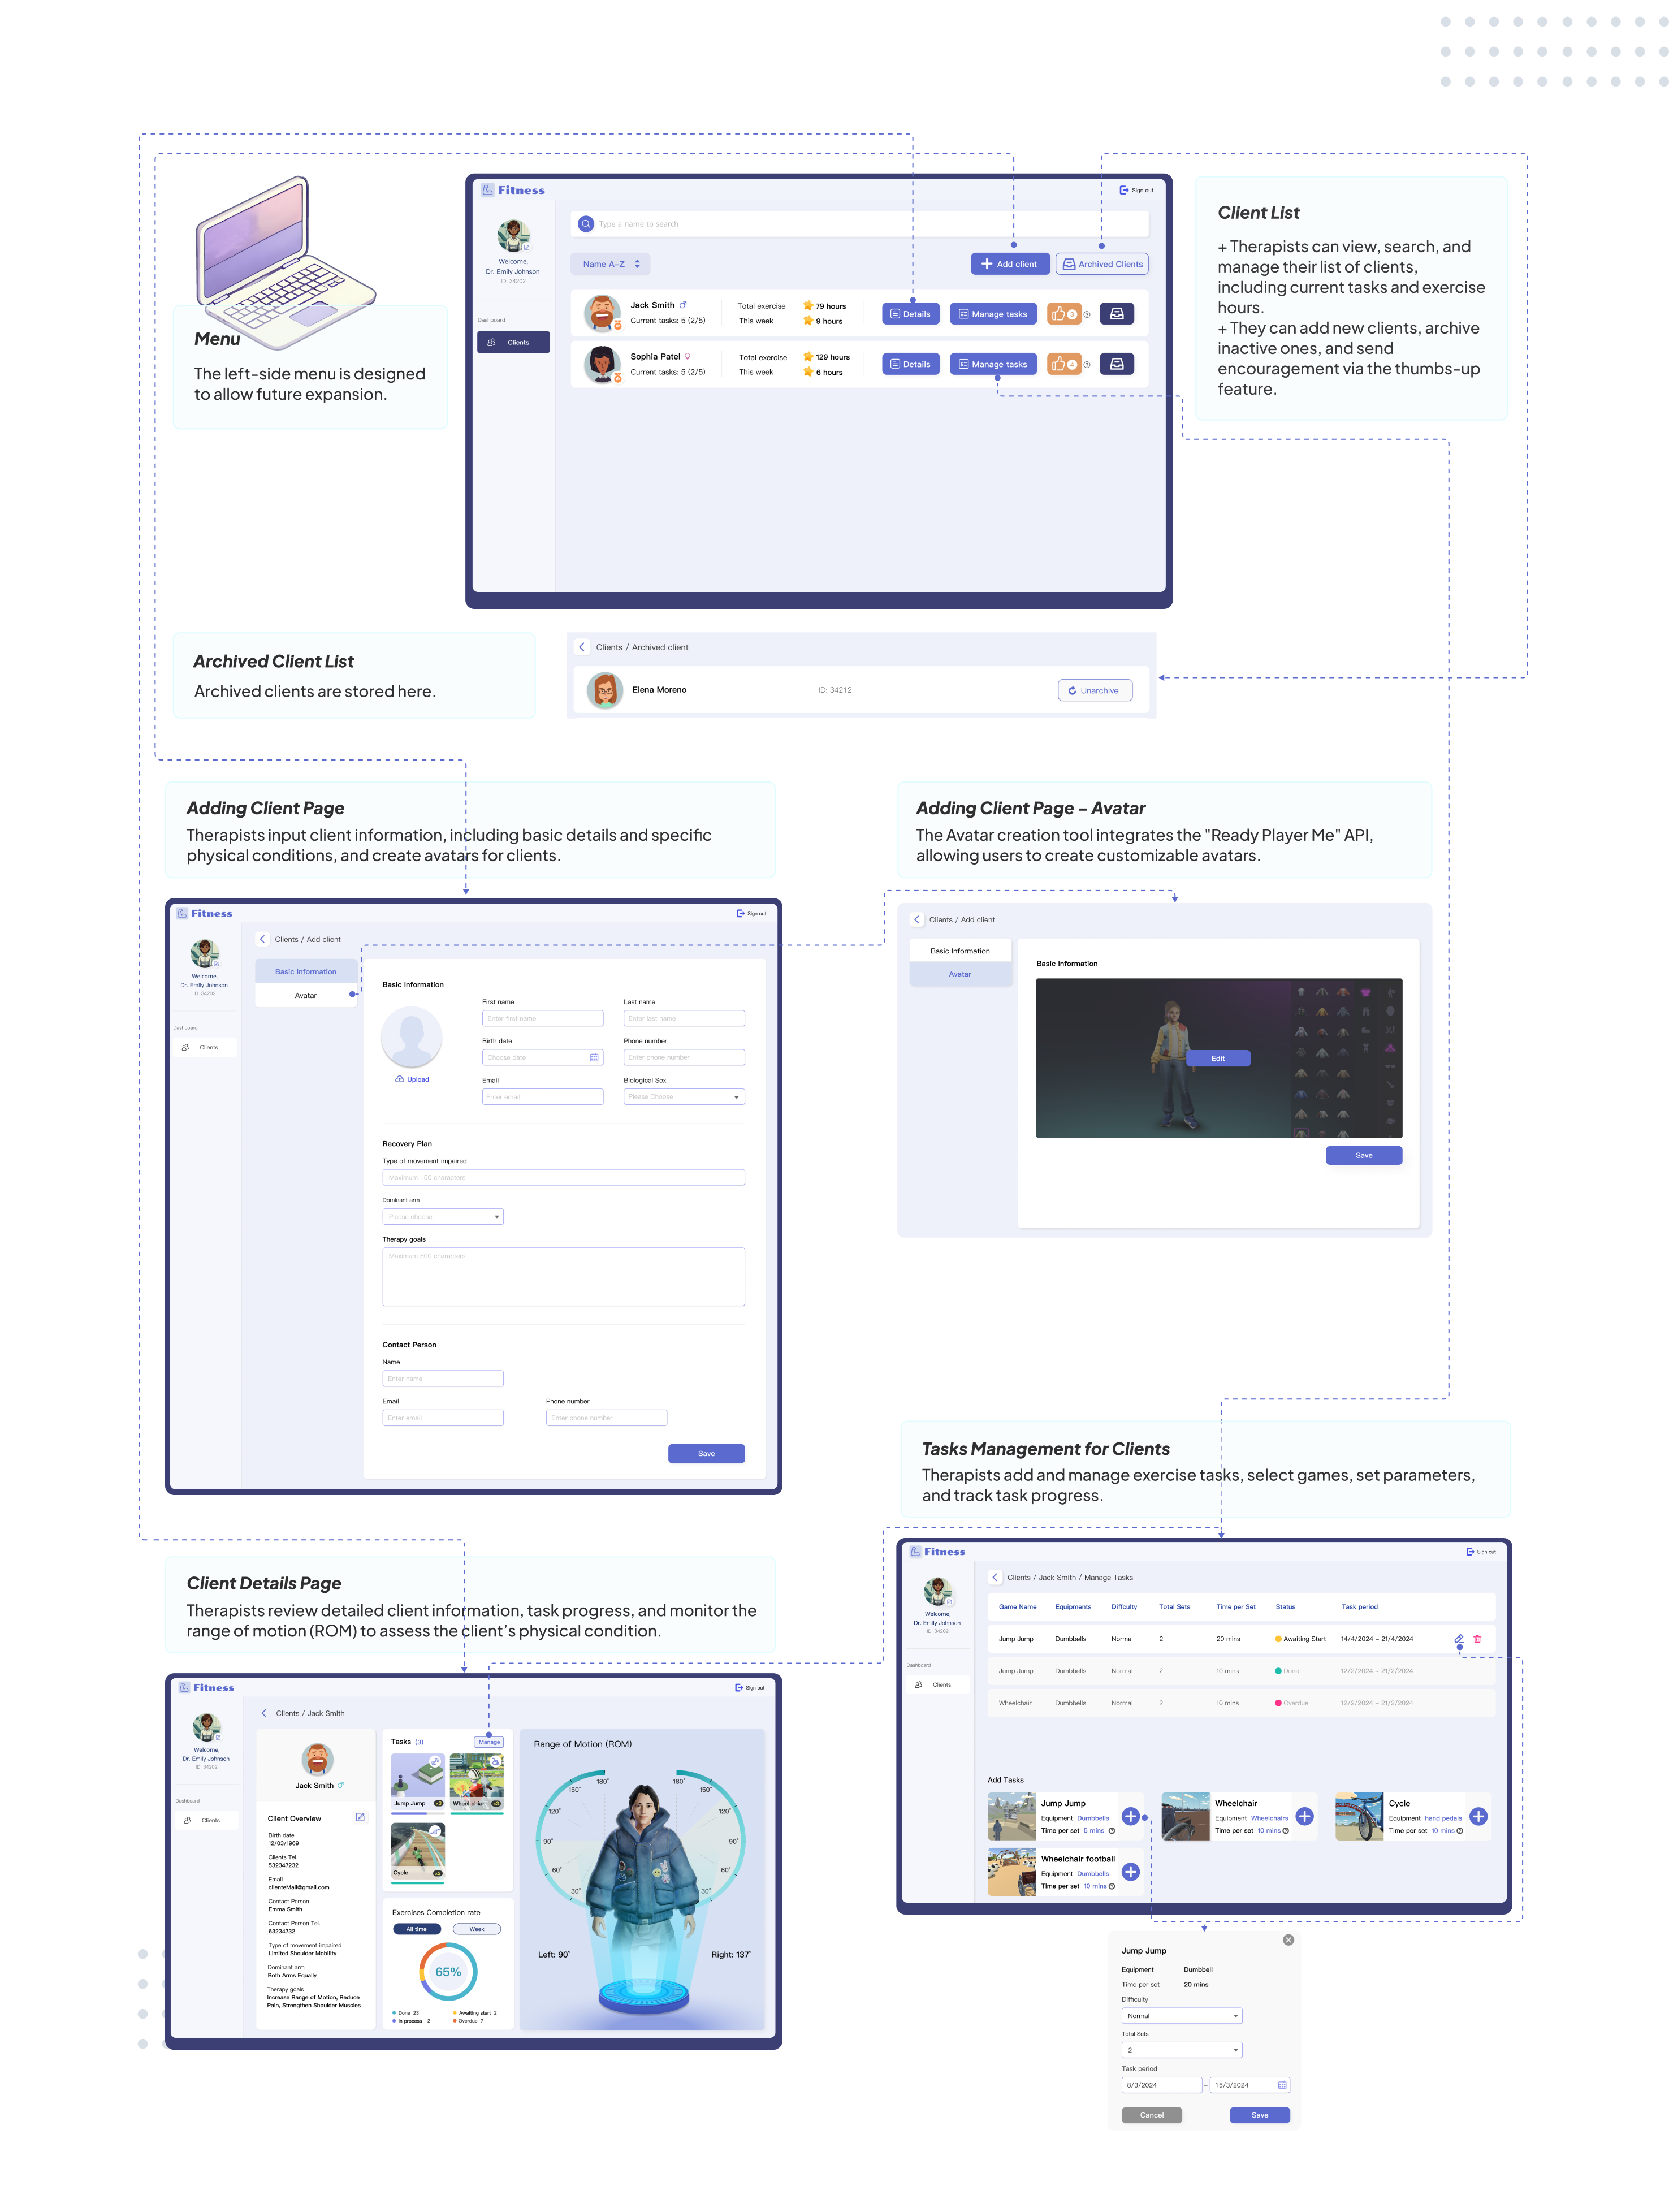 Fitness
Sign out
Welcome,
Dr. Emily Johnson
ID: 34202
Dashboard
Clients
Type a name to search
Name A-Z
Add client
Archived Clients
Jack Smith
Current tasks: 5 (2/5)
Total exercise
79 hours
This week
9 hours
Details
Manage tasks
3
Sophia Patel
Current tasks: 5 (2/5)
Total exercise
129 hours
This week
6 hours
Details
Manage tasks
4
Menu
The left-side menu is designed
to allow future expansion.
Client List
+ Therapists can view, search, and
manage their list of clients,
including current tasks and exercise
hours.
+ They can add new clients, archive
inactive ones, and send
encouragement via the thumbs-up
feature.
Archived Client List
Archived clients are stored here.
Clients / Archived client
Elena Moreno
ID: 34212
Unarchive
Adding Client Page
Therapists input client information, including basic details and specific
physical conditions, and create avatars for clients.
Fitness
Sign out
Welcome,
Dr. Emily Johnson
ID: 34202
Dashboard
Clients
Clients / Add client
Basic Information
Avatar
Basic Information
Upload
First name
Enter first name
Last name
Enter last name
Birth date
Choose date
Phone number
Enter phone number
Email
Enter email
Biological Sex
Please Choose
Recovery Plan
Type of movement impaired
Maximum 150 characters
Dominant arm
Please choose
Therapy goals
Maximum 500 characters
Contact Person
Name
Enter name
Email
Enter email
Phone number
Enter phone number
Save
Adding Client Page - Avatar
The Avatar creation tool integrates the "Ready Player Me" API,
allowing users to create customizable avatars.
Clients / Add client
Basic Information
Avatar
Basic Information
Edit
Save
Client Details Page
Therapists review detailed client information, task progress, and monitor the
range of motion (ROM) to assess the client's physical condition.
Fitness
Sign out
Welcome,
Dr. Emily Johnson
ID: 34202
Dashboard
Clients
Clients / Jack Smith
Jack Smith
Client Overview
Birth date
12/03/1969
Clients Tel.
532347232
Email
clienteMail@gmail.com
Contact Person
Emma Smith
Contact Person Tel.
63234732
Type of movement impaired
Limited Shoulder Mobility
Dominant arm
Both Arms Equally
Therapy goals
Increase Range of Motion, Reduce
Pain, Strengthen Shoulder Muscles
Tasks (3)
Manage
Jump Jump
Wheel chiar
Cycle
Exercises Completion rate
All time
Week
65%
Done 23
Awaiting start 2
In process 2
Overdue 7
Range of Motion (ROM)
180°
180°
150°
150°
120°
120°
90°
90°
60°
60°
30°
30°
Left: 90°
Right: 137°
Tasks Management for Clients
Therapists add and manage exercise tasks, select games, set parameters,
and track task progress.
Fitness
Sign out
Welcome,
Dr. Emily Johnson
ID: 34202
Dashboard
Clients
Clients / Jack Smith / Manage Tasks
Game Name Equipments Diffculty Total Sets Time per Set Status Task period
Jump Jump Dumbbells Normal 2 20 mins Awaiting Start 14/4/2024 – 21/4/2024
Jump Jump Dumbbells Normal 2 10 mins Done 12/2/2024 – 21/2/2024
Wheelchair Dumbbells Normal 2 10 mins Overdue 12/2/2024 – 21/2/2024
Add Tasks
Jump Jump
Equipment Dumbbells
Time per set 5 mins
Wheelchair
Equipment Wheelchairs
Time per set 10 mins
Cycle
Equipment hand pedals
Time per set 10 mins
Wheelchair football
Equipment Dumbbells
Time per set 10 mins
Jump Jump
Equipment Dumbbell
Time per set 20 mins
Difficulty
Normal
Total Sets
2
Task period
8/3/2024 – 15/3/2024
Cancel
Save